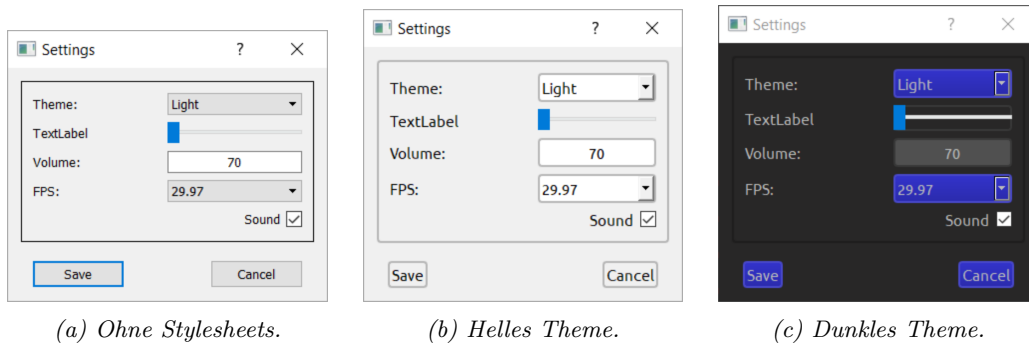 Settings ?
Theme: Light
TextLabel
Volume: 70
FPS: 29.97
Sound
Save Cancel
(a) Ohne Stylesheets.
Settings ?
Theme: Light
TextLabel
Volume: 70
FPS: 29.97
Sound
Save Cancel
(b) Helles Theme.
Settings ?
Theme: Light
TextLabel
Volume: 70
FPS: 29.97
Sound
Save Cancel
(c) Dunkles Theme.